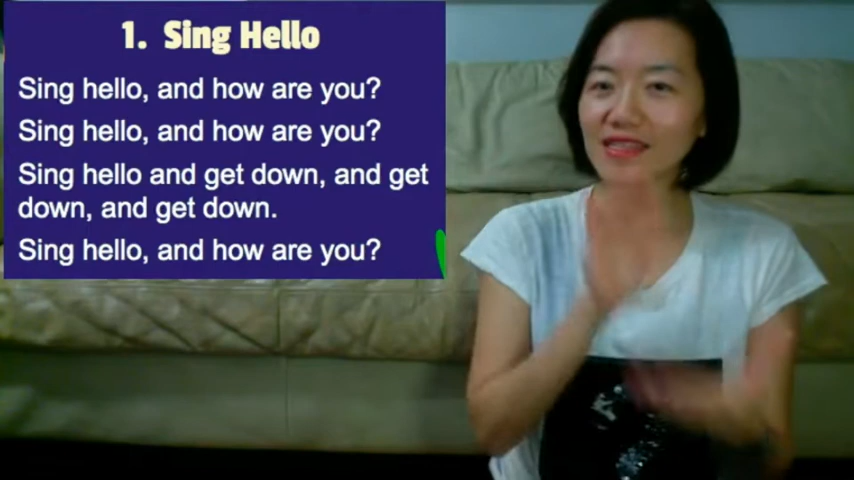 1. Sing Hello
Sing hello, and how are you?
Sing hello, and how are you?
Sing hello and get down, and get
down, and get down.
Sing hello, and how are you?